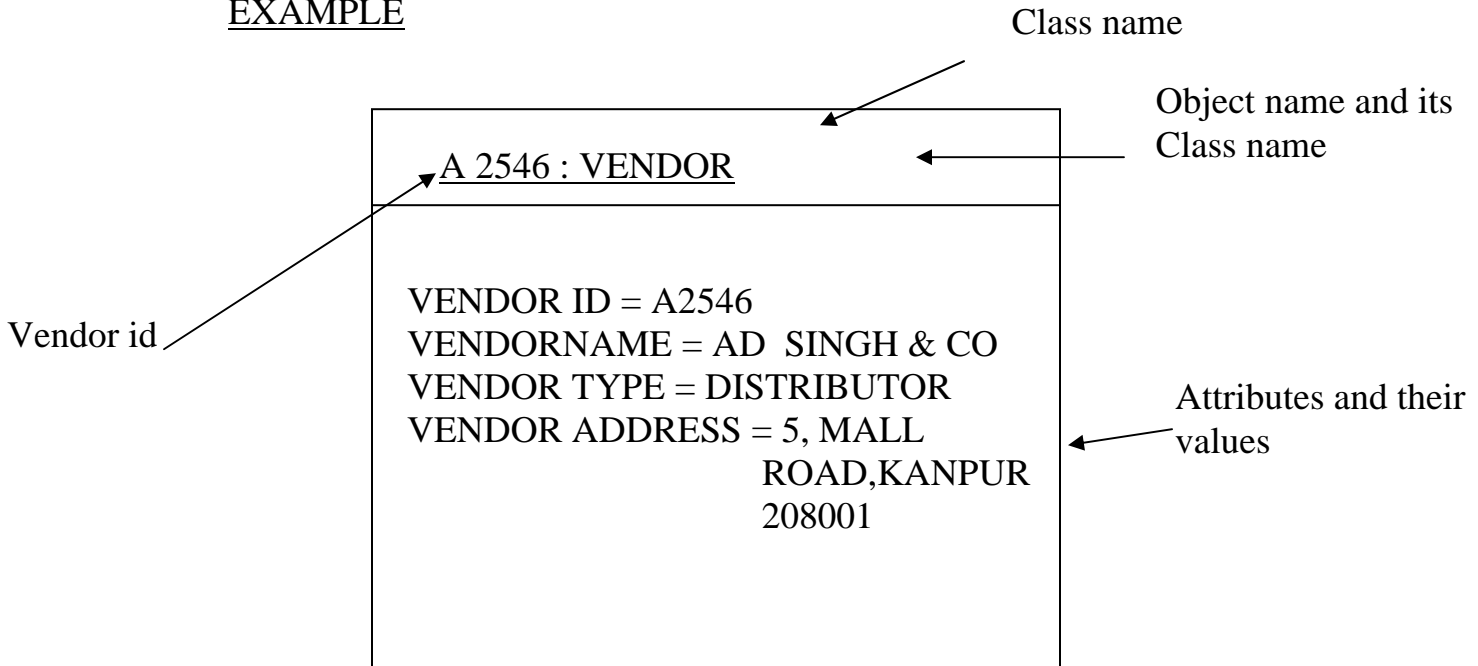 EXAMPLE
Class name
Object name and its
Class name
A 2546 : VENDOR
Vendor id
VENDOR ID = A2546
VENDORNAME = AD SINGH & CO
VENDOR TYPE = DISTRIBUTOR
VENDOR ADDRESS = 5, MALL
ROAD,KANPUR
208001
Attributes and their
values